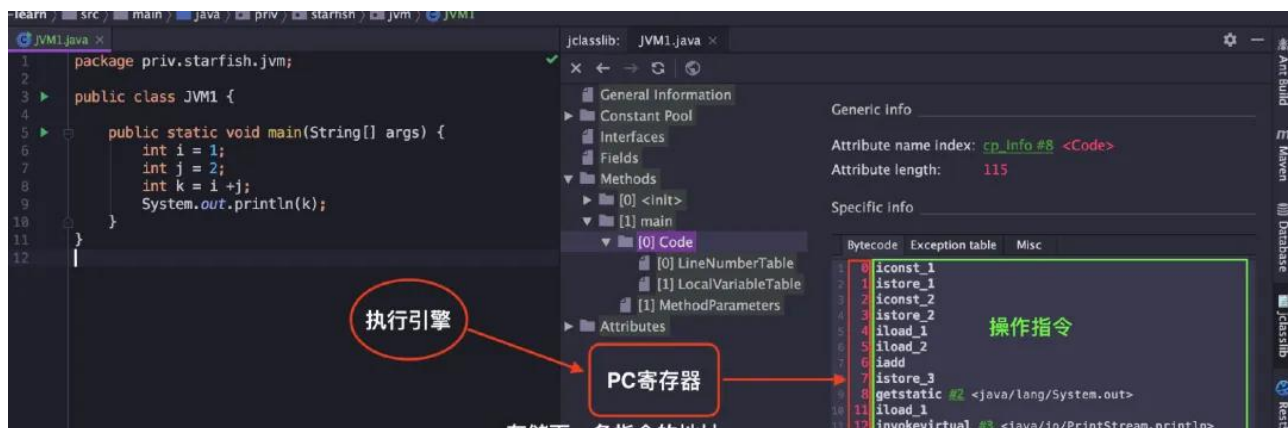 -learn 〉 src 〉 main 〉 java 〉 priv 〉 starfish 〉 jvm 〉 JVM1
JVM1.java ×
1 package priv.starfish.jvm;
2
3 public class JVM1 {
4
5 public static void main(String[] args) {
6 int i = 1;
7 int j = 2;
8 int k = i +j;
9 System.out.println(k);
10 }
11 }
12
执行引擎
jclasslib: JVM1.java ×
General Information
Constant Pool
Interfaces
Fields
Methods
[0] <init>
[1] main
[0] Code
[0] LineNumberTable
[1] LocalVariableTable
[1] MethodParameters
Attributes
PC寄存器
Generic info
Attribute name index: cp_info #8 <Code>
Attribute length: 115
Specific info
Bytecode Exception table Misc
1 0 iconst_1
2 1 istore_1
3 2 iconst_2
4 3 istore_2
5 4 iload_1
6 5 iload_2
7 6 iadd
8 7 istore_3
9 8 getstatic #2 <java/lang/System.out>
10 11 iload_1
12 invokevirtual #3 <java/io/PrintStream.println>
操作指令
Ant Build
Maven
Database
jclasslib